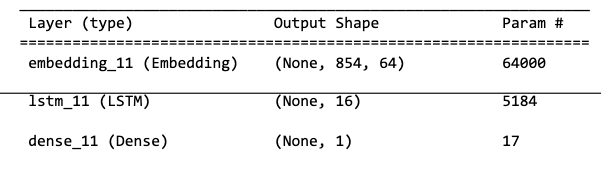 Layer (type) Output Shape Param #
=================================================================
embedding_11 (Embedding) (None, 854, 64) 64000
lstm_11 (LSTM) (None, 16) 5184
dense_11 (Dense) (None, 1) 17